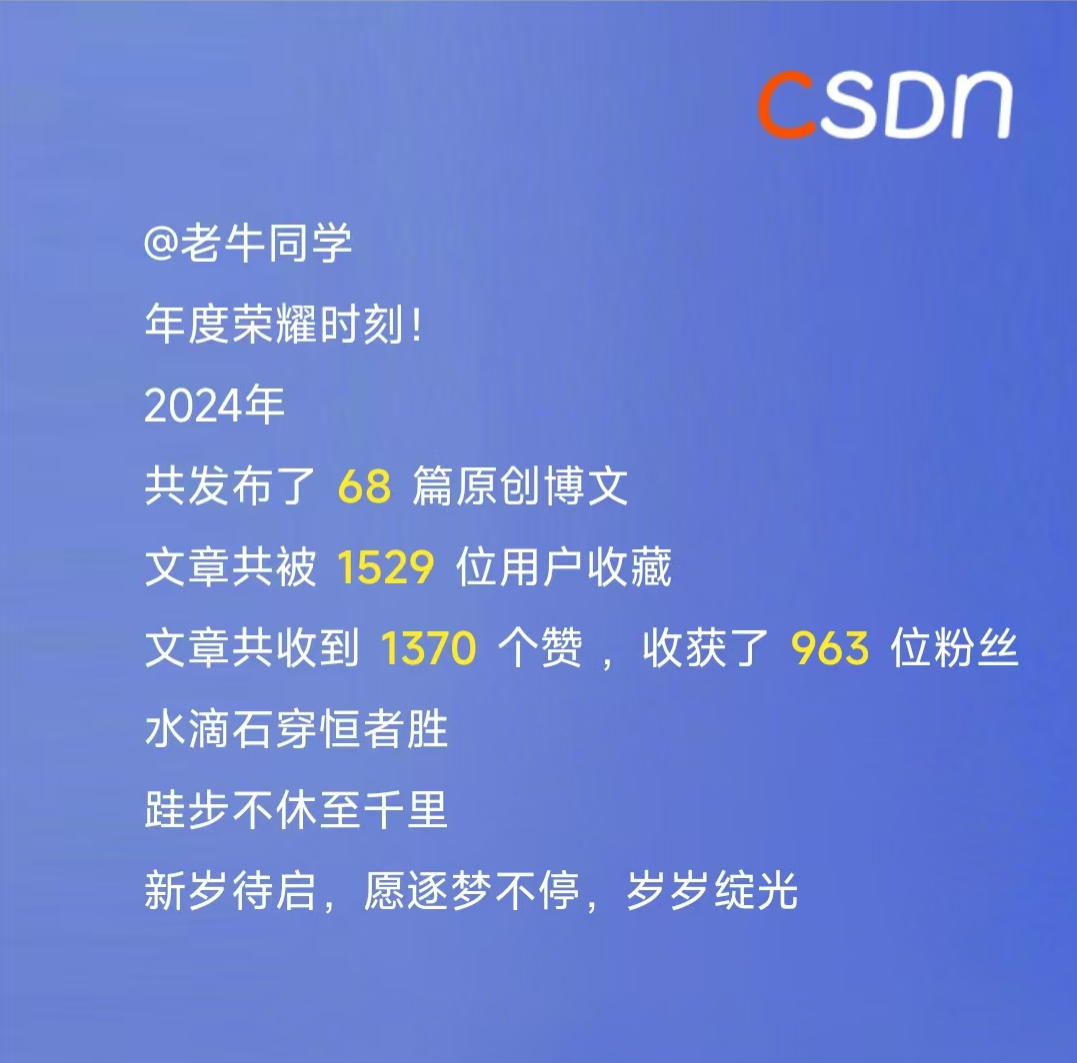 CSDN
@老牛同学
年度荣耀时刻！
2024年
共发布了 68 篇原创博文
文章共被 1529 位用户收藏
文章共收到 1370 个赞 ，收获了 963 位粉丝
水滴石穿恒者胜
跬步不休至千里
新岁待启，愿逐梦不停，岁岁绽光